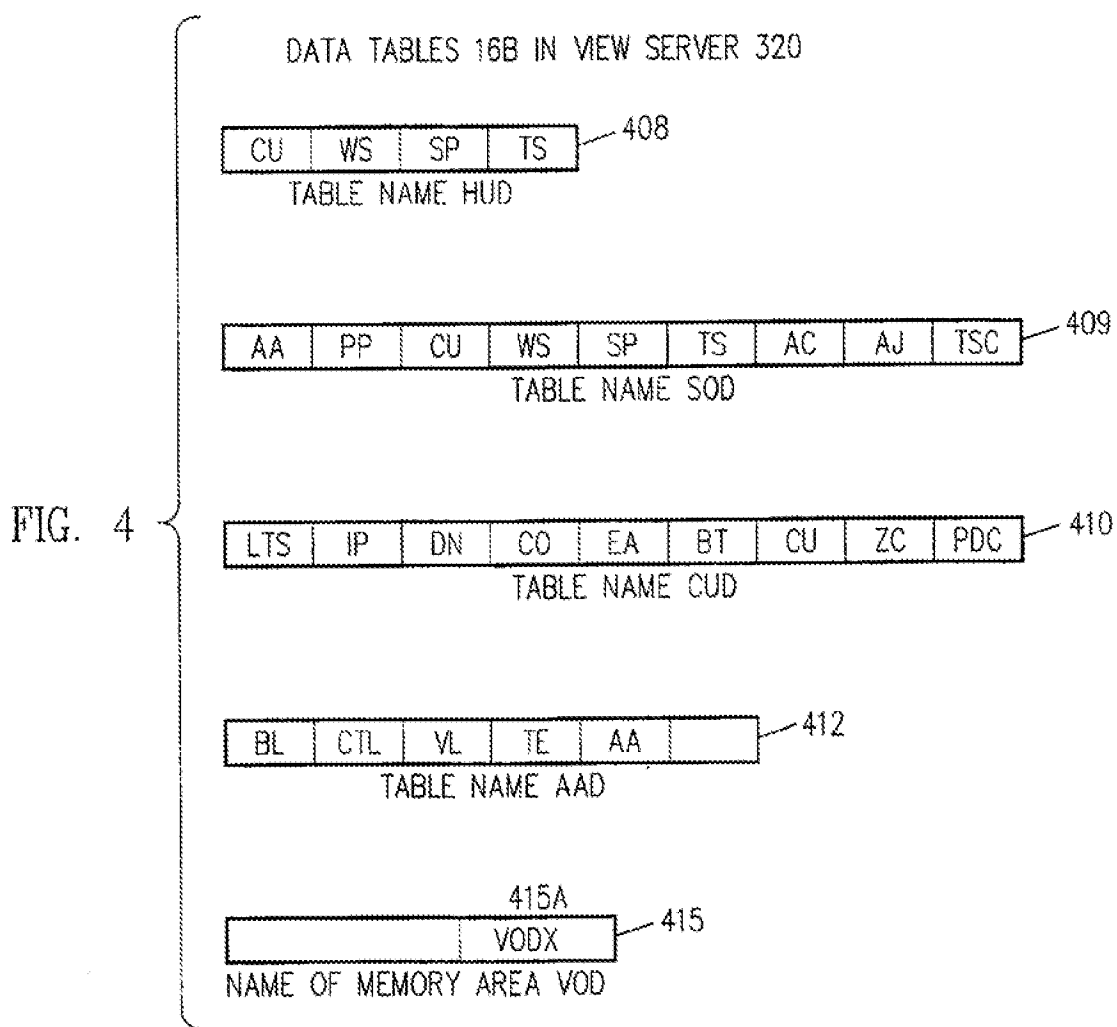 DATA TABLES 16B IN VIEW SERVER 320
CU WS SP TS 408
TABLE NAME HUD
AA PP CU WS SP TS AC AJ TSC 409
TABLE NAME SOD
FIG. 4
LTS IP DN CO EA BT CU ZC PDC 410
TABLE NAME CUD
BL CTL VL TE AA 412
TABLE NAME AAD
415A
VODX 415
NAME OF MEMORY AREA VOD